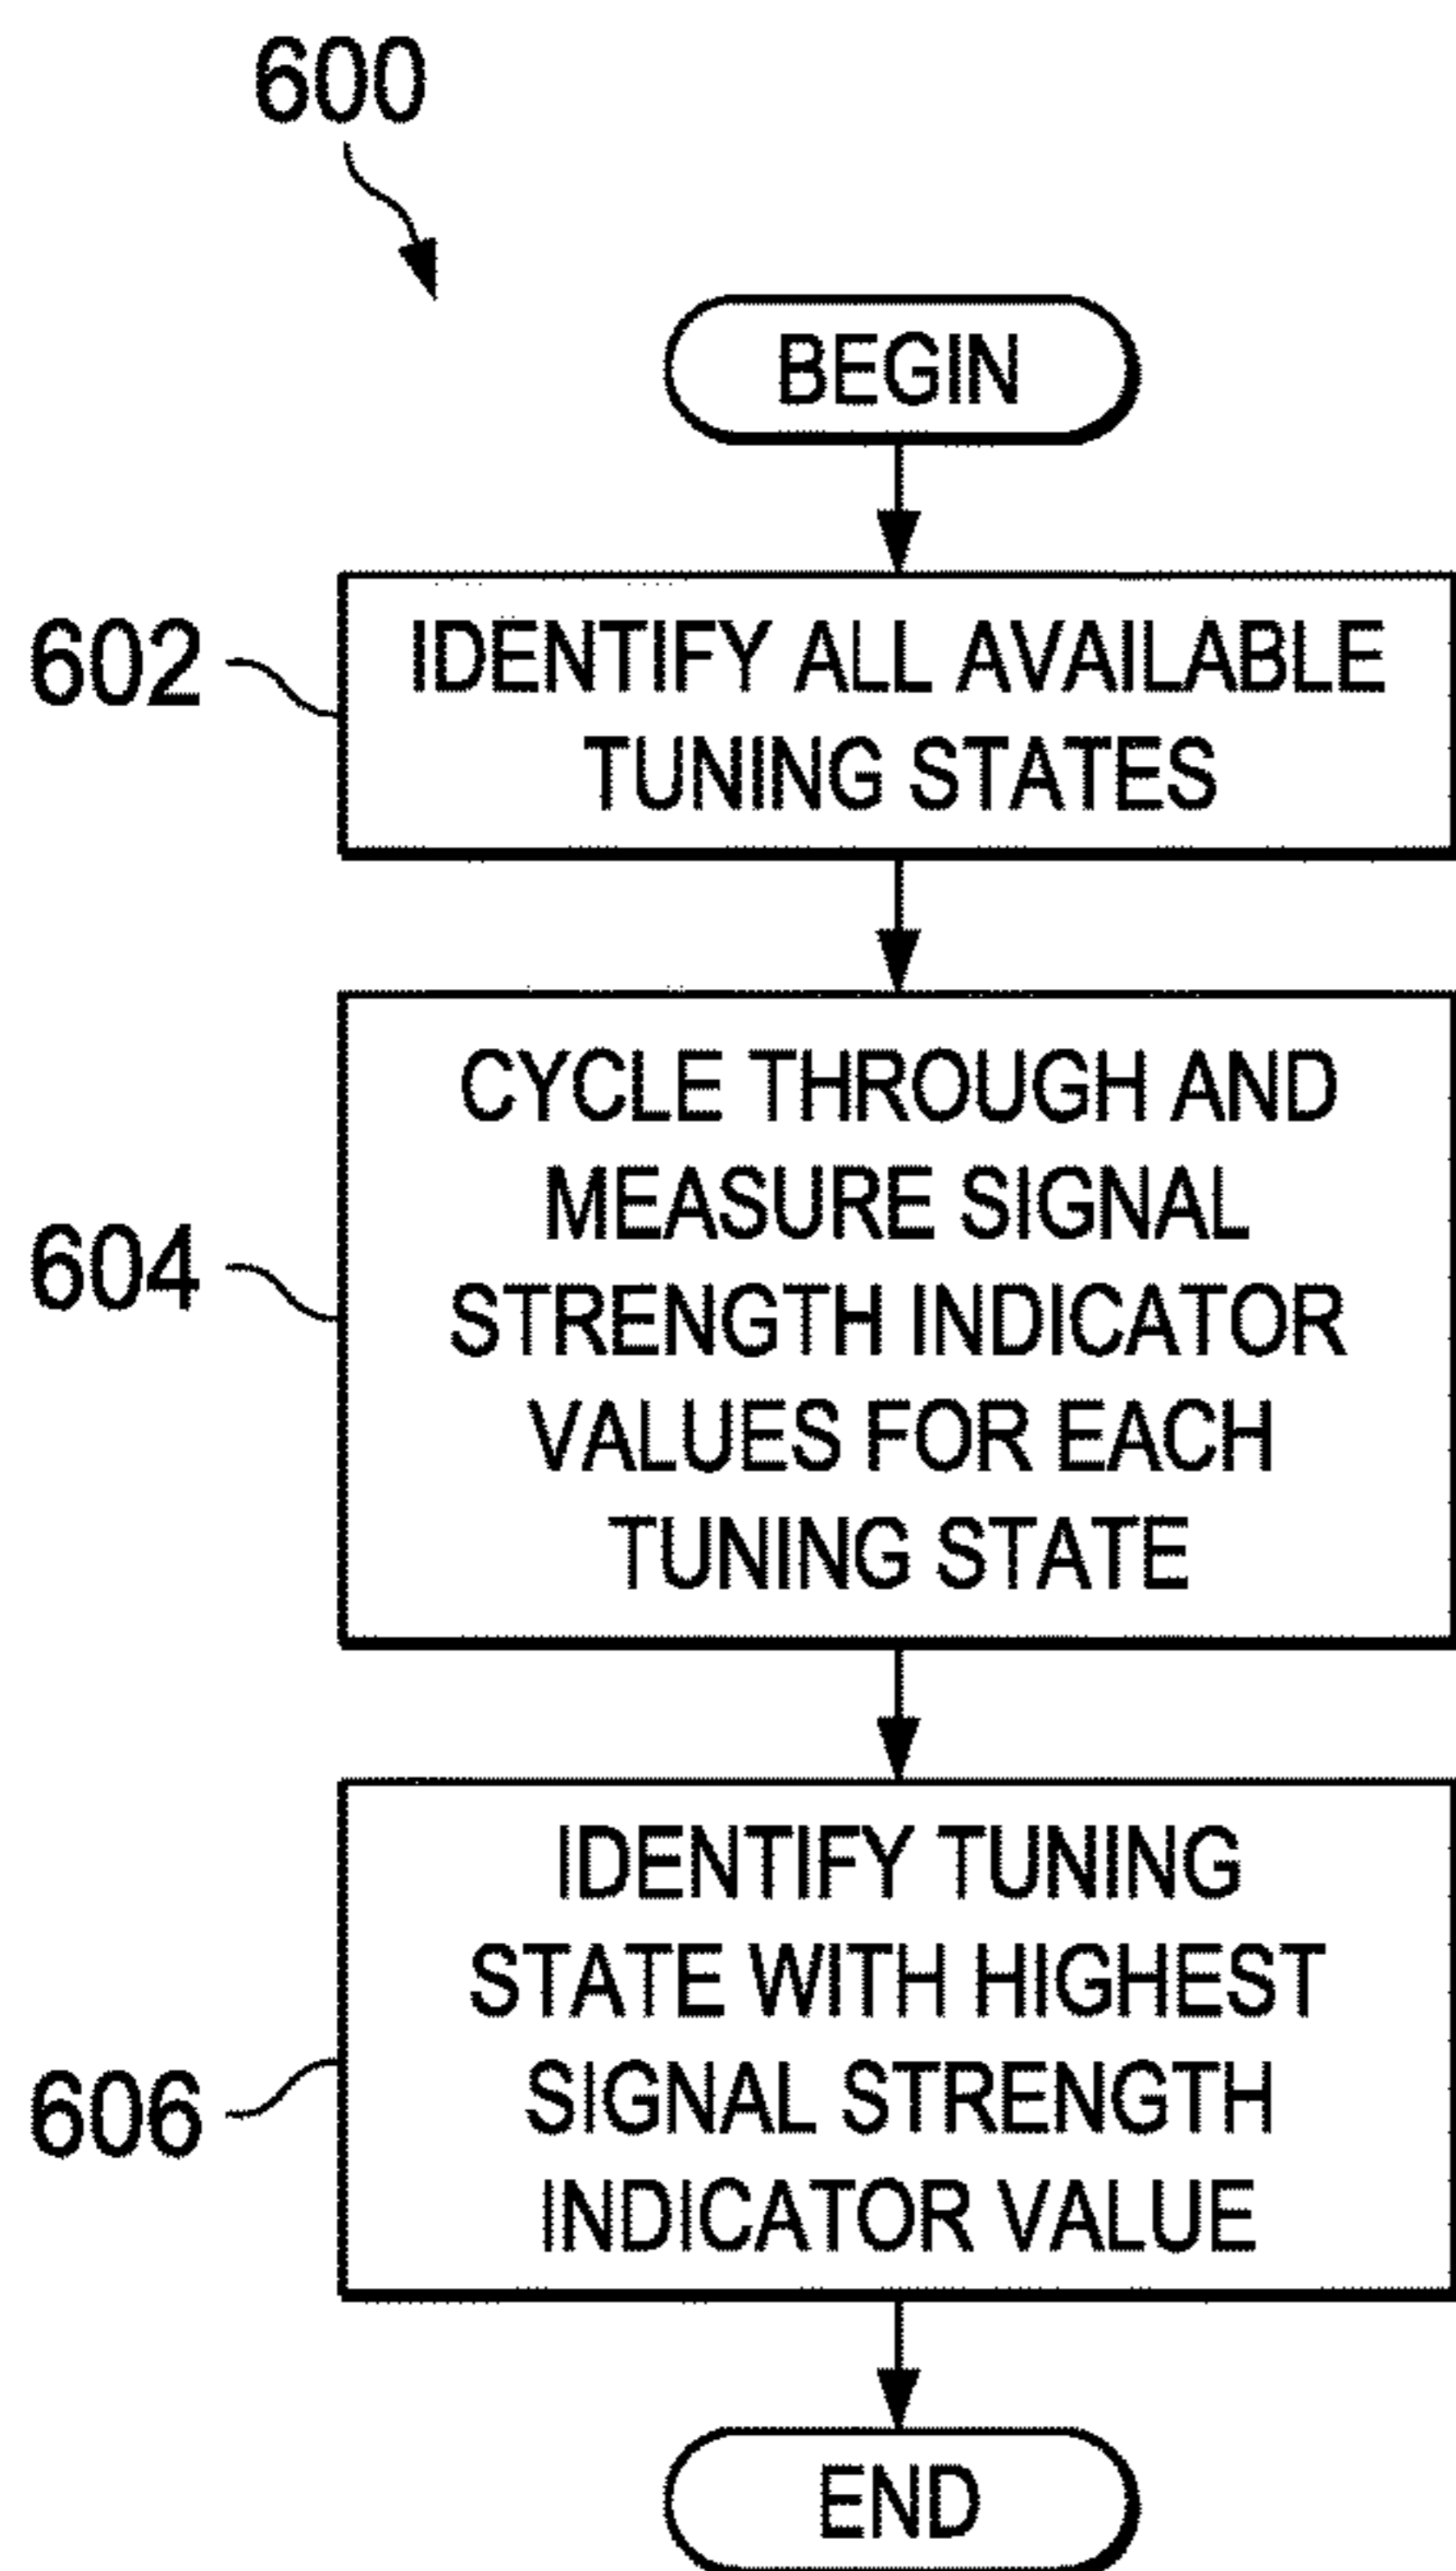 600
BEGIN
602
IDENTIFY ALL AVAILABLE
TUNING STATES
604
CYCLE THROUGH AND
MEASURE SIGNAL
STRENGTH INDICATOR
VALUES FOR EACH
TUNING STATE
606
IDENTIFY TUNING
STATE WITH HIGHEST
SIGNAL STRENGTH
INDICATOR VALUE
END